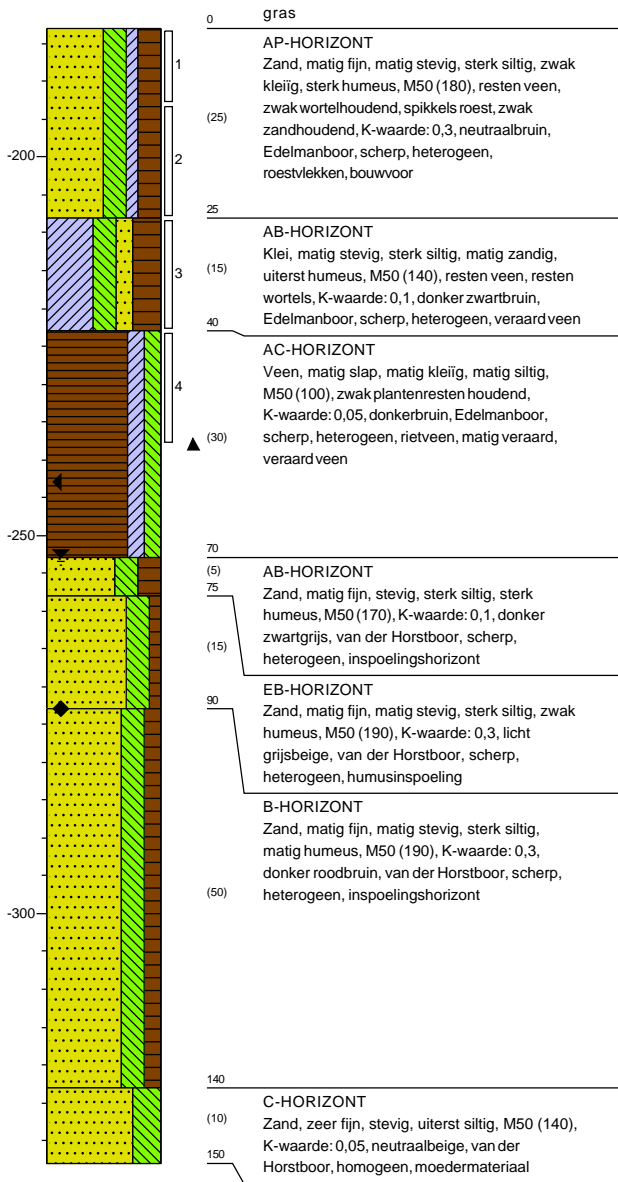 0
gras
AP-HORIZONT
Zand, matig fijn, matig stevig, sterk siltig, zwak
kleiïg, sterk humeus, M50 (180), resten veen,
zwak wortelhoudend, spikkels roest, zwak
zandhoudend, K-waarde: 0,3, neutraalbruin,
Edelmanboor, scherp, heterogeen,
roestvlekken, bouwvoor
1
(25)
-200
2
25
AB-HORIZONT
Klei, matig stevig, sterk siltig, matig zandig,
uiterst humeus, M50 (140), resten veen, resten
wortels, K-waarde: 0,1, donker zwartbruin,
Edelmanboor, scherp, heterogeen, veraard veen
3
(15)
40
AC-HORIZONT
Veen, matig slap, matig kleiïg, matig siltig,
M50 (100), zwak plantenresten houdend,
K-waarde: 0,05, donkerbruin, Edelmanboor,
scherp, heterogeen, rietveen, matig veraard,
veraard veen
4
(30)
-250
70
(5)
75
AB-HORIZONT
Zand, matig fijn, stevig, sterk siltig, sterk
humeus, M50 (170), K-waarde: 0,1, donker
zwartgrijs, van der Horstboor, scherp,
heterogeen, inspoelingshorizont
(15)
90
EB-HORIZONT
Zand, matig fijn, matig stevig, sterk siltig, zwak
humeus, M50 (190), K-waarde: 0,3, licht
grijsbeige, van der Horstboor, scherp,
heterogeen, humusinspoeling
B-HORIZONT
Zand, matig fijn, matig stevig, sterk siltig,
matig humeus, M50 (190), K-waarde: 0,3,
donker roodbruin, van der Horstboor, scherp,
heterogeen, inspoelingshorizont
(50)
-300
140
C-HORIZONT
Zand, zeer fijn, stevig, uiterst siltig, M50 (140),
K-waarde: 0,05, neutraalbeige, van der
Horstboor, homogeen, moedermateriaal
(10)
150